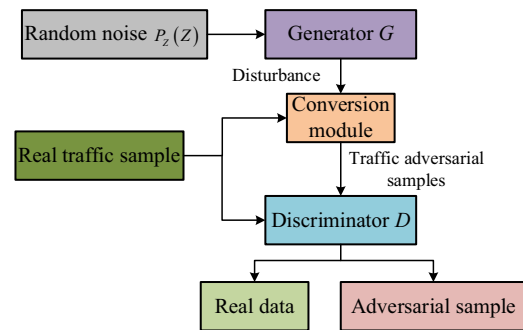 Random noise P_Z(Z)
Generator G
Disturbance
Conversion
module
Real traffic sample
Traffic adversarial
samples
Discriminator D
Real data
Adversarial sample